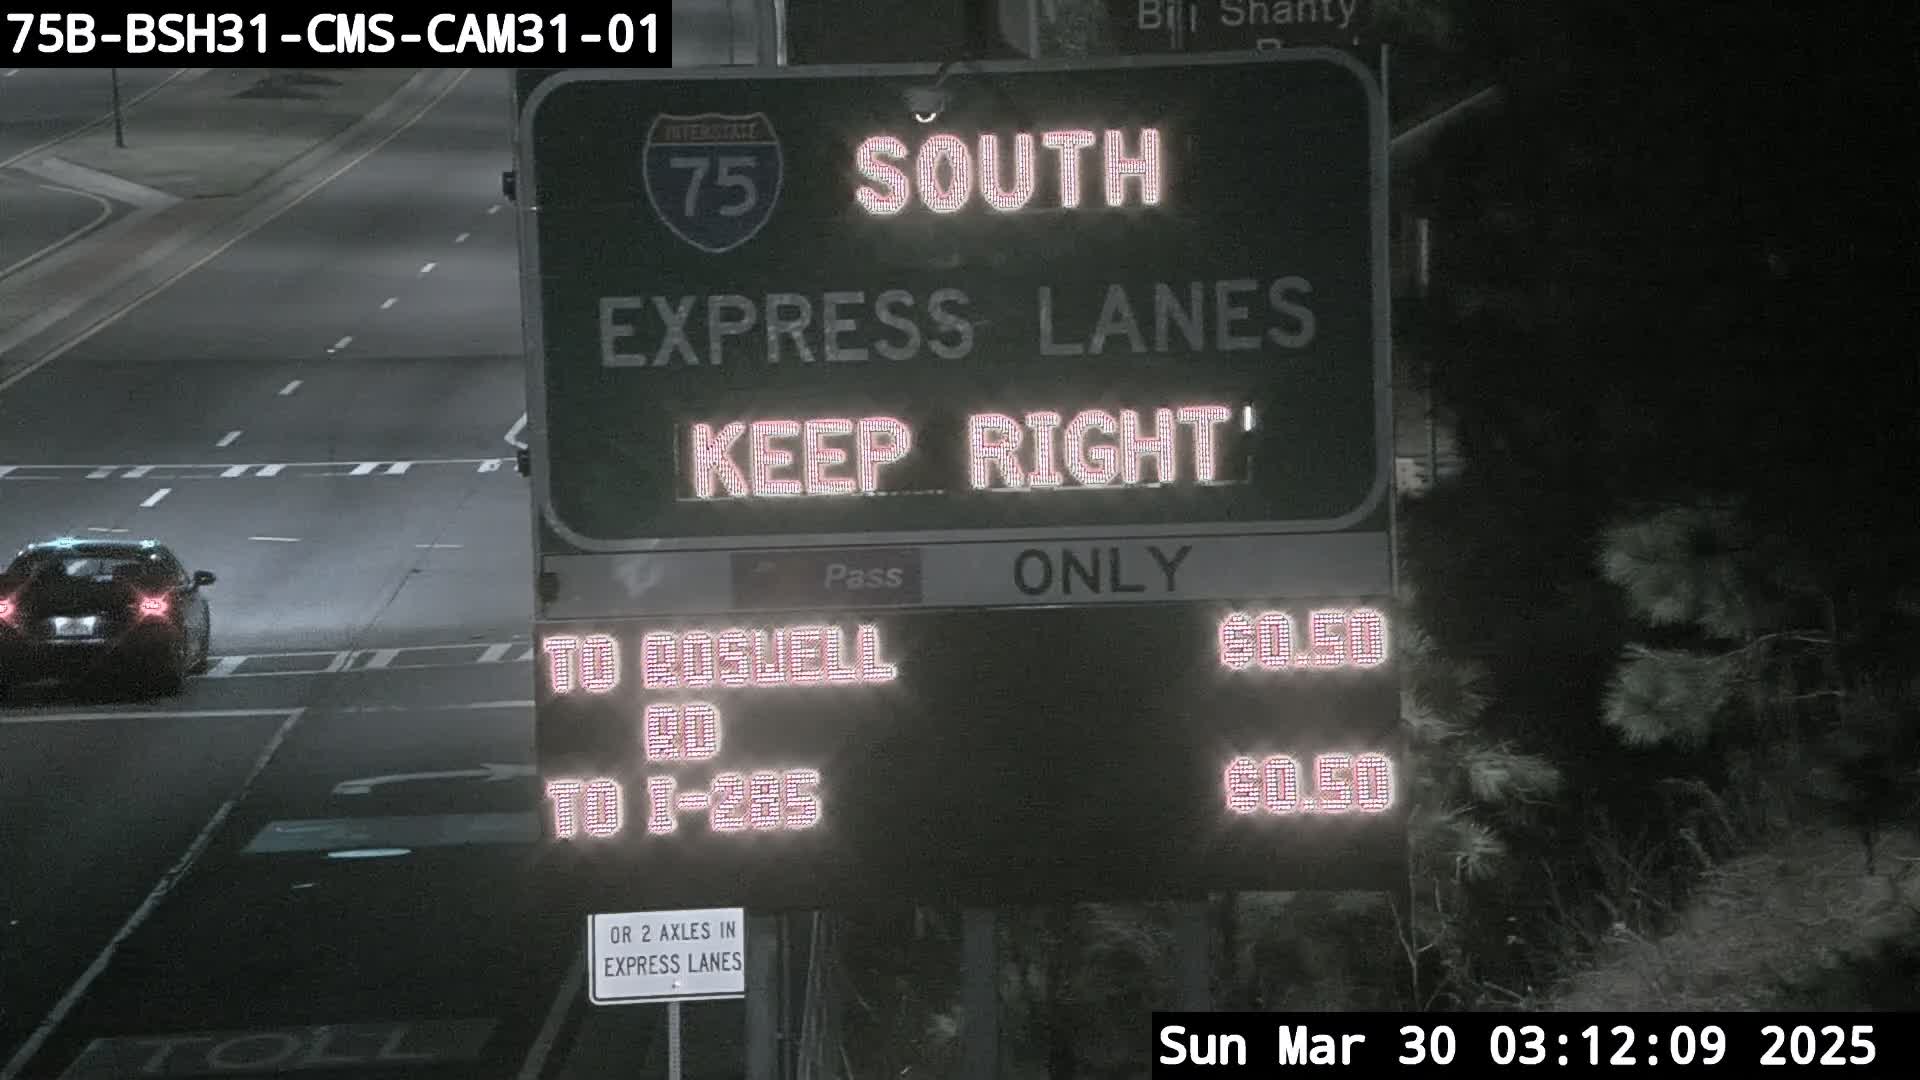 75B-BSH31-CMS-CAM31-01
Shanty
INTERSTATE
75
SOUTH
EXPRESS LANES
KEEP RIGHT
Pass
ONLY
TO ROSWELL $0.50
RD
TO I-285 $0.50
OR 2 AXLES IN
EXPRESS LANES
TOLL
Sun Mar 30 03:12:09 2025